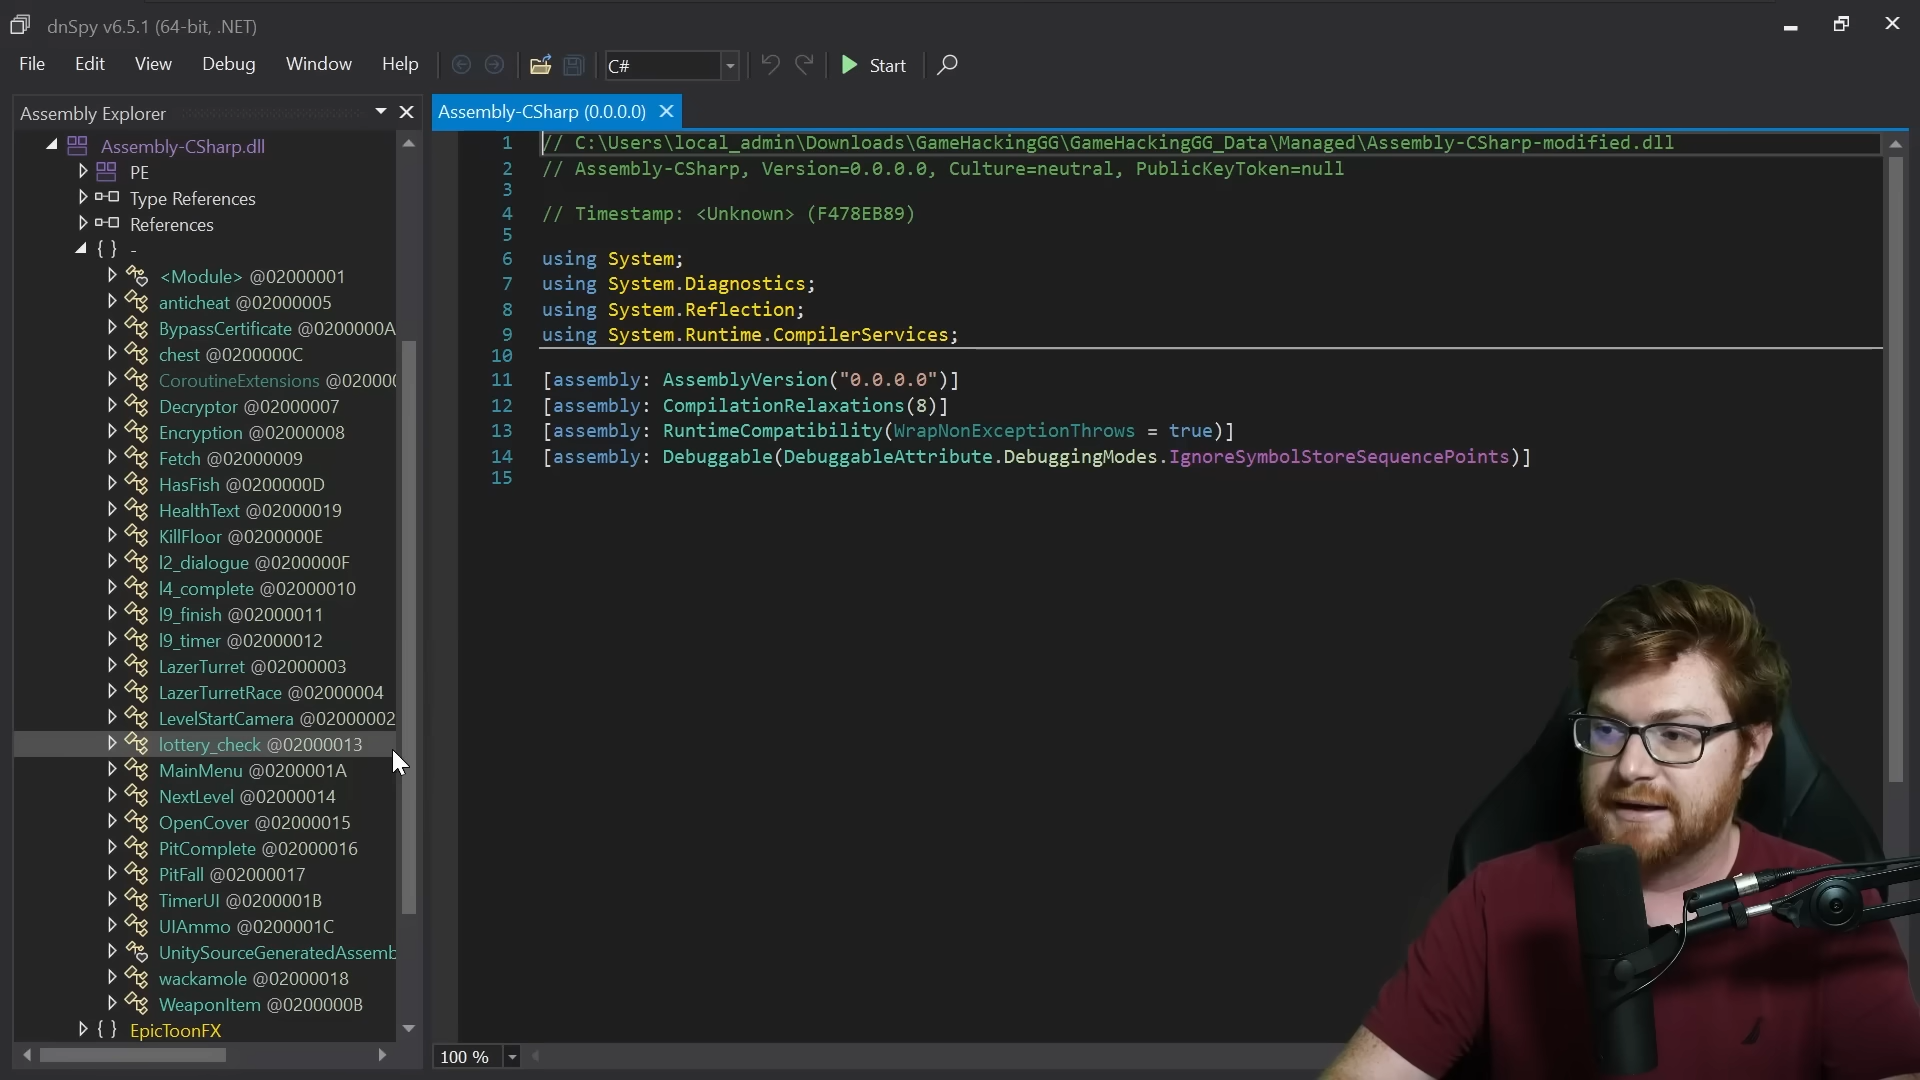 dnSpy v6.5.1 (64-bit, .NET)
File Edit View Debug Window Help C# Start
Assembly Explorer
Assembly-CSharp.dll
PE
Type References
References
{ } -
<Module> @02000001
anticheat @02000005
BypassCertificate @0200000A
chest @0200000C
CoroutineExtensions @020000
Decryptor @02000007
Encryption @02000008
Fetch @02000009
HasFish @0200000D
HealthText @02000019
KillFloor @0200000E
l2_dialogue @0200000F
l4_complete @02000010
l9_finish @02000011
l9_timer @02000012
LazerTurret @02000003
LazerTurretRace @02000004
LevelStartCamera @02000002
lottery_check @02000013
MainMenu @0200001A
NextLevel @02000014
OpenCover @02000015
PitComplete @02000016
PitFall @02000017
TimerUI @0200001B
UIAmmo @0200001C
UnitySourceGeneratedAssemb
wackamole @02000018
WeaponItem @0200000B
{ } EpicToonFX
Assembly-CSharp (0.0.0.0)
1 // C:\Users\local_admin\Downloads\GameHackingGG\GameHackingGG_Data\Managed\Assembly-CSharp-modified.dll
2 // Assembly-CSharp, Version=0.0.0.0, Culture=neutral, PublicKeyToken=null
3
4 // Timestamp: <Unknown> (F478EB89)
5
6 using System;
7 using System.Diagnostics;
8 using System.Reflection;
9 using System.Runtime.CompilerServices;
10
11 [assembly: AssemblyVersion("0.0.0.0")]
12 [assembly: CompilationRelaxations(8)]
13 [assembly: RuntimeCompatibility(WrapNonExceptionThrows = true)]
14 [assembly: Debuggable(DebuggableAttribute.DebuggingModes.IgnoreSymbolStoreSequencePoints)]
15
100 %